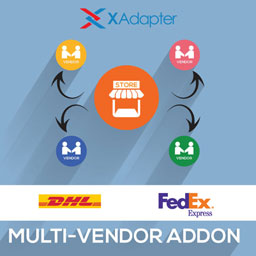 XAdapter
VENDOR
VENDOR
STORE
VENDOR
VENDOR
DHL
FedEx
Express
MULTI-VENDOR ADDON